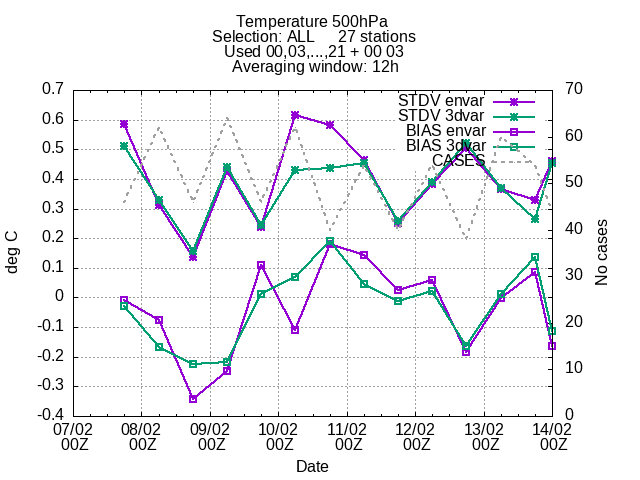 Temperature 500hPa
Selection: ALL 27 stations
Used 00,03,...,21 + 00 03
Averaging window: 12h
STDV envar
STDV 3dvar
BIAS envar
BIAS 3dvar
CASES
0.7
0.6
0.5
0.4
0.3
0.2
0.1
0
-0.1
-0.2
-0.3
-0.4
deg C
70
60
50
40
30
20
10
0
No cases
07/02 08/02 09/02 10/02 11/02 12/02 13/02 14/02
00Z 00Z 00Z 00Z 00Z 00Z 00Z 00Z
Date